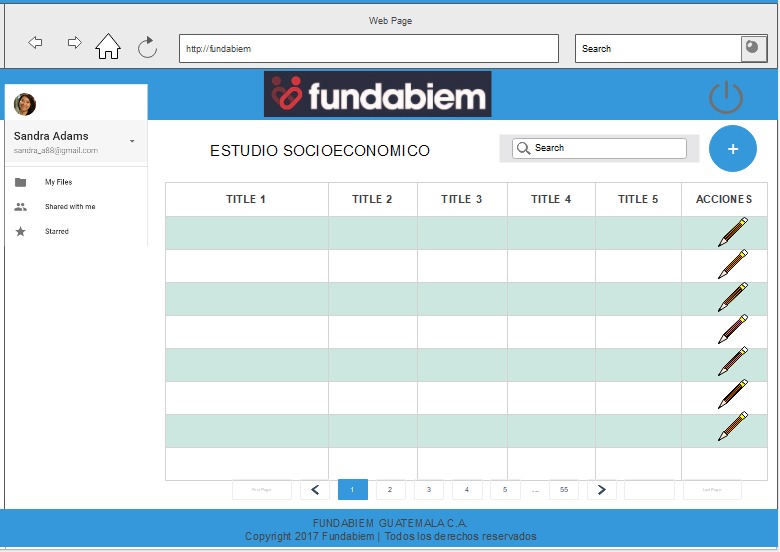 Web Page
http://fundabiem
Search
fundabiem
Sandra Adams
sandra_a88@gmail.com
My Files
Shared with me
Starred
ESTUDIO SOCIOECONOMICO
Search
+
TITLE 1 TITLE 2 TITLE 3 TITLE 4 TITLE 5 ACCIONES
First Page < 1 2 3 4 5 .... 55 > Last Page
FUNDABIEM GUATEMALA C.A.
Copyright 2017 Fundabiem | Todos los derechos reservados